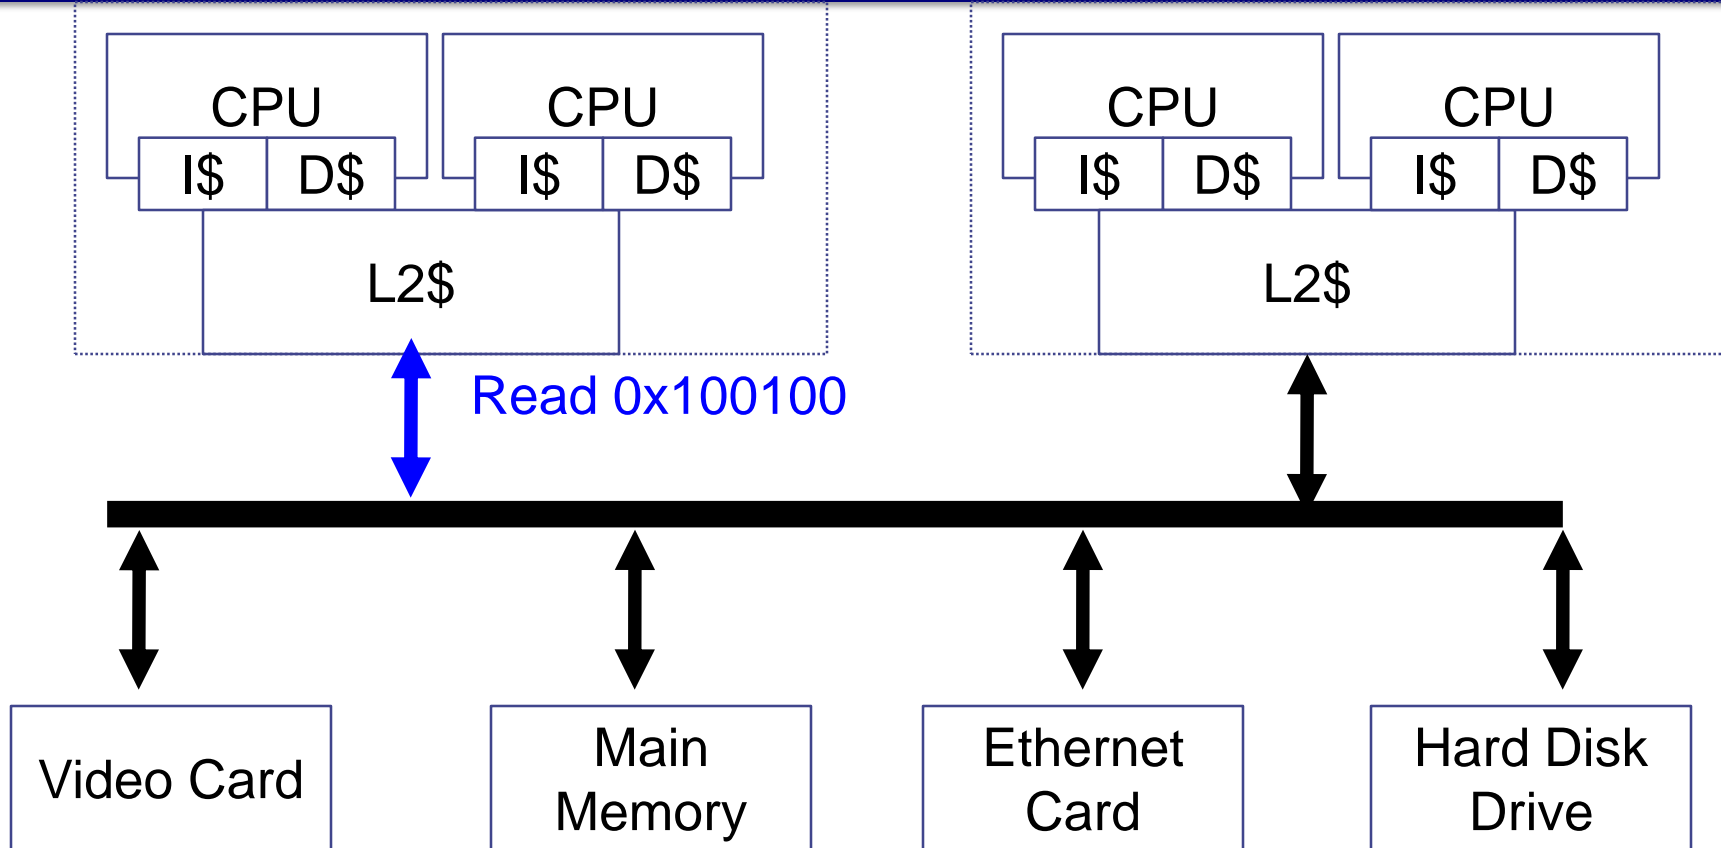 CPU
CPU
CPU
CPU
I$
D$
I$
D$
I$
D$
I$
D$
L2$
L2$
Read 0x100100
Video Card
Main
Memory
Ethernet
Card
Hard Disk
Drive